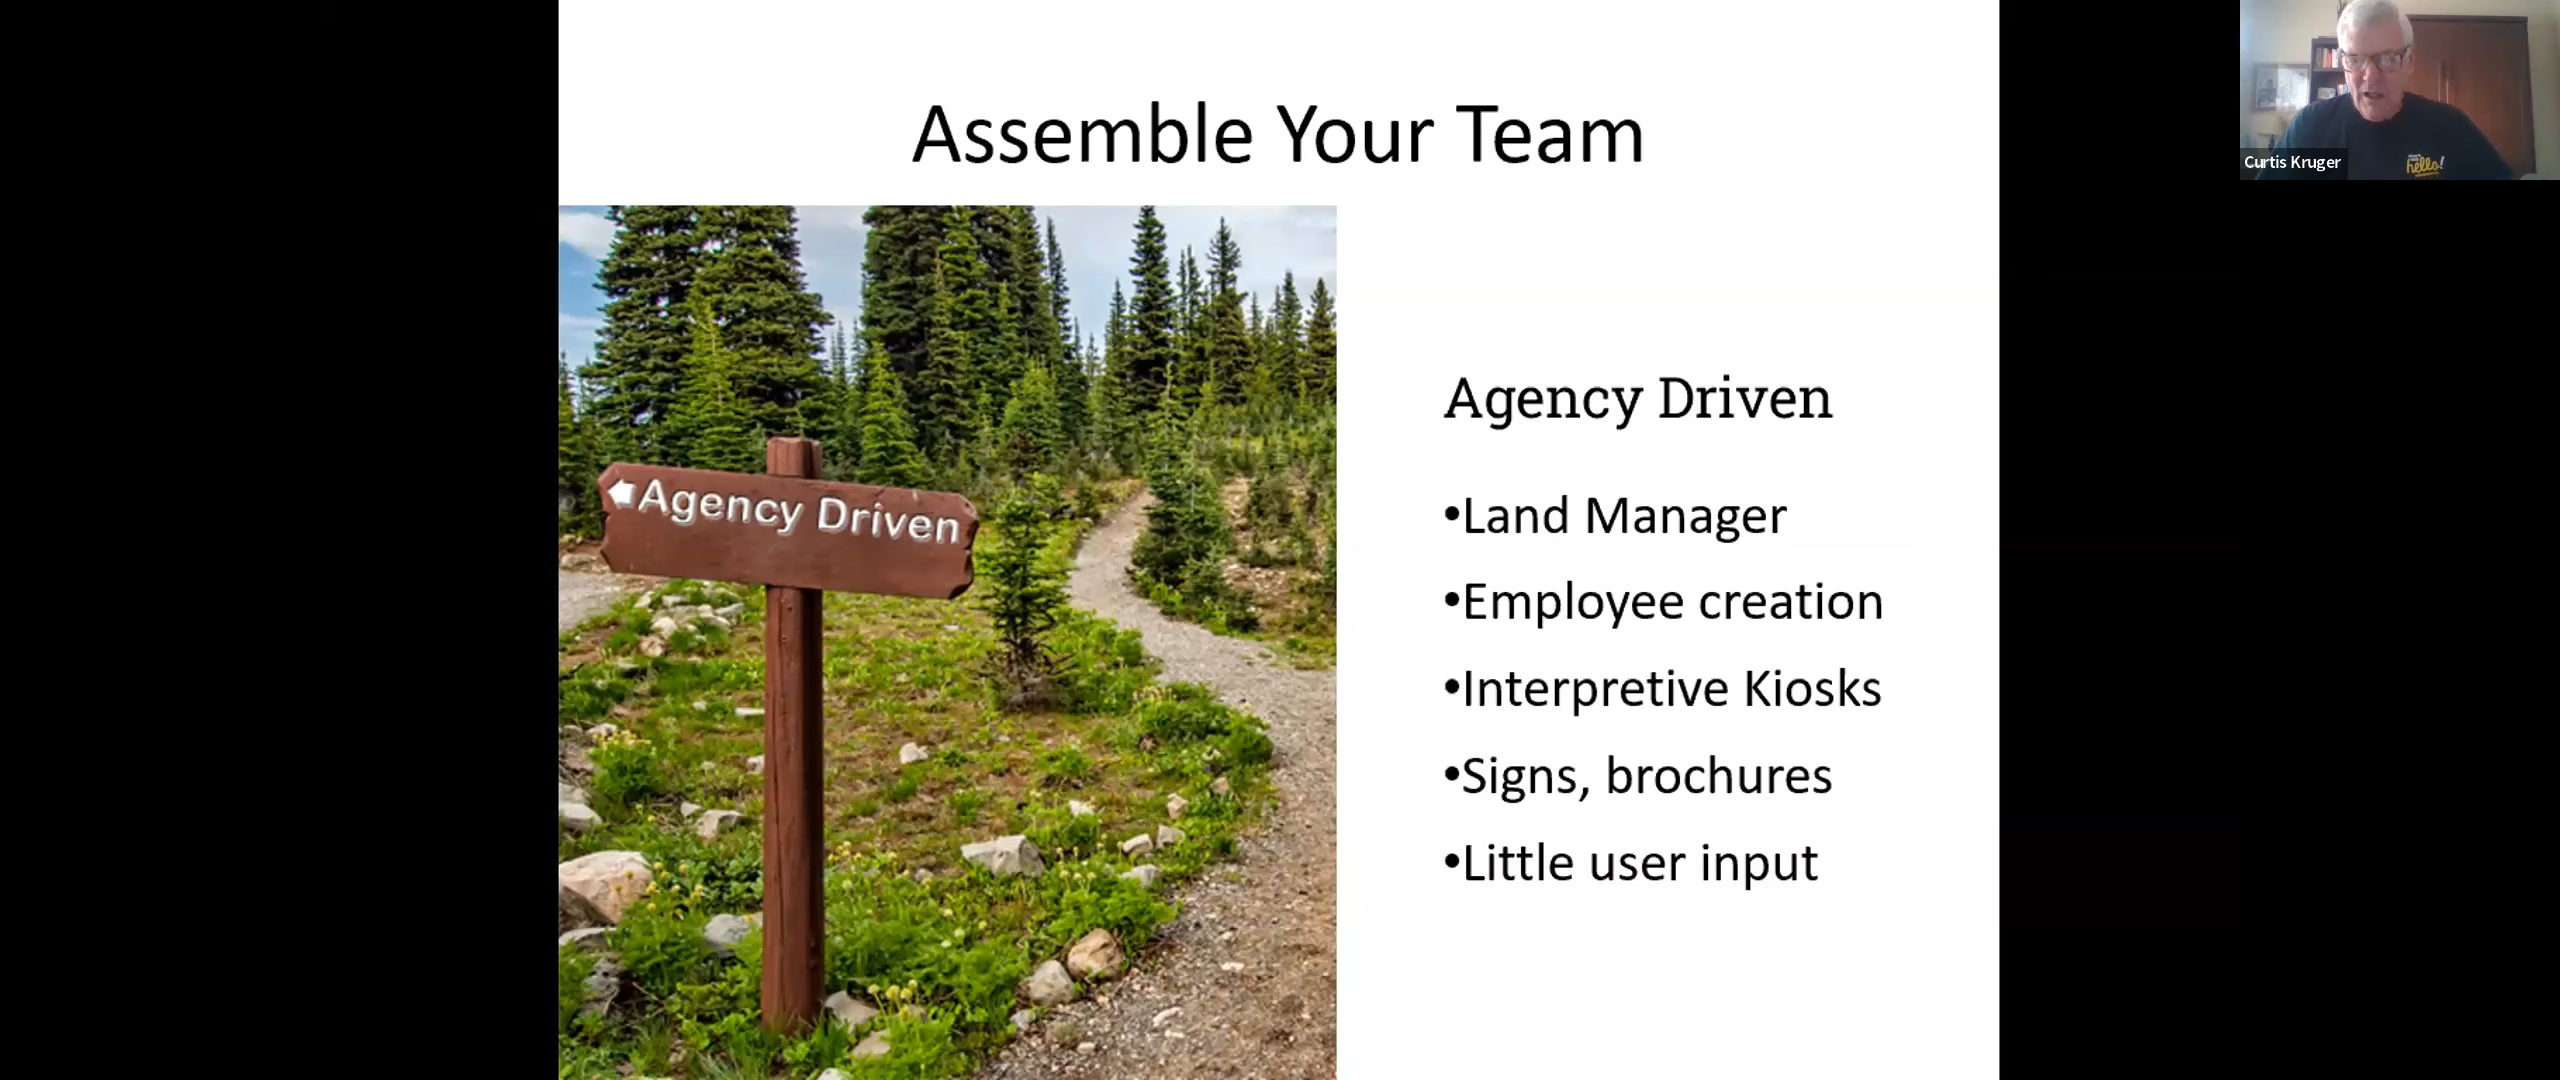 Assemble Your Team
Curtis Kruger
hello!
Agency Driven
Agency Driven
•Land Manager
•Employee creation
•Interpretive Kiosks
•Signs, brochures
•Little user input